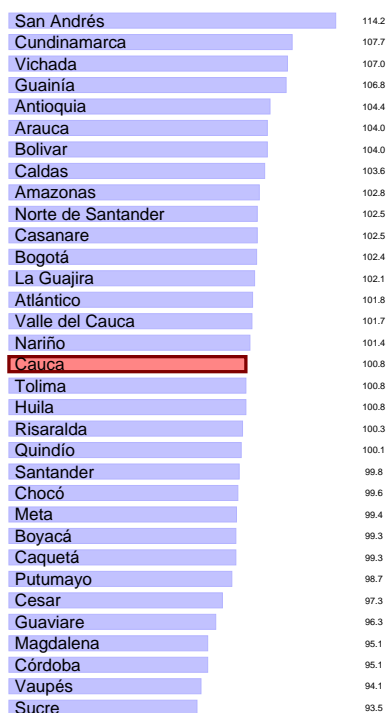 San Andrés 114.2
Cundinamarca 107.7
Vichada 107.0
Guainía 106.8
Antioquia 104.4
Arauca 104.0
Bolivar 104.0
Caldas 103.6
Amazonas 102.8
Norte de Santander 102.5
Casanare 102.5
Bogotá 102.4
La Guajira 102.1
Atlántico 101.8
Valle del Cauca 101.7
Nariño 101.4
Cauca 100.8
Tolima 100.8
Huila 100.8
Risaralda 100.3
Quindío 100.1
Santander 99.8
Chocó 99.6
Meta 99.4
Boyacá 99.3
Caquetá 99.3
Putumayo 98.7
Cesar 97.3
Guaviare 96.3
Magdalena 95.1
Córdoba 95.1
Vaupés 94.1
Sucre 93.5